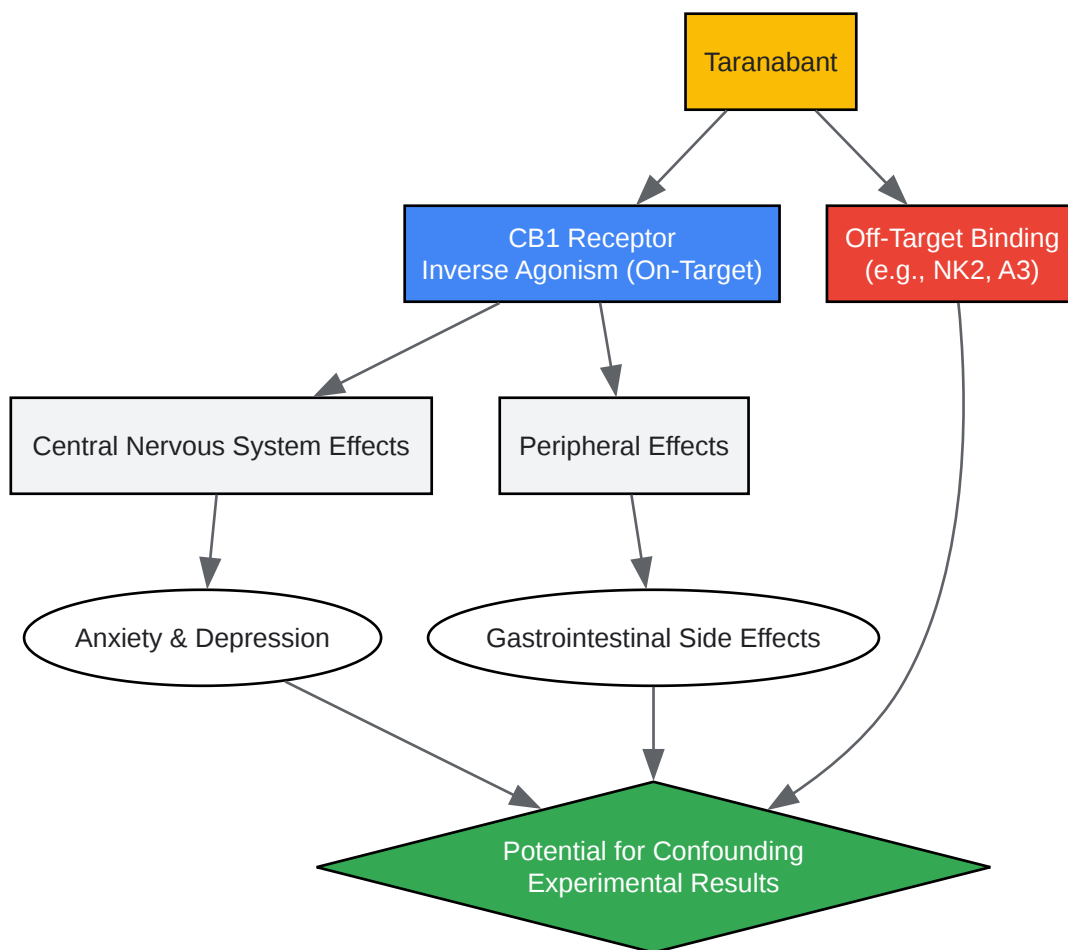 Taranabant
CB1 Receptor
Inverse Agonism (On-Target)
Off-Target Binding
(e.g., NK2, A3)
Central Nervous System Effects
Peripheral Effects
Anxiety & Depression
Gastrointestinal Side Effects
Potential for Confounding
Experimental Results